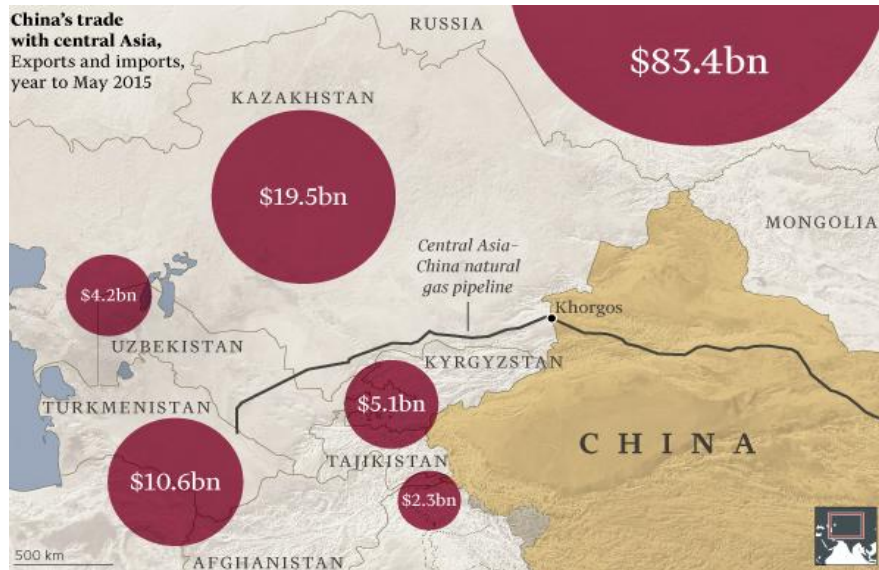 China's trade
with central Asia,
Exports and imports,
year to May 2015
RUSSIA
$83.4bn
KAZAKHSTAN
$19.5bn
MONGOLIA
Central Asia–
China natural
gas pipeline
$4.2bn
Khorgos
UZBEKISTAN
KYRGYZSTAN
TURKMENISTAN
$5.1bn
CHINA
TAJIKISTAN
$10.6bn
$2.3bn
500 km
AFGHANISTAN